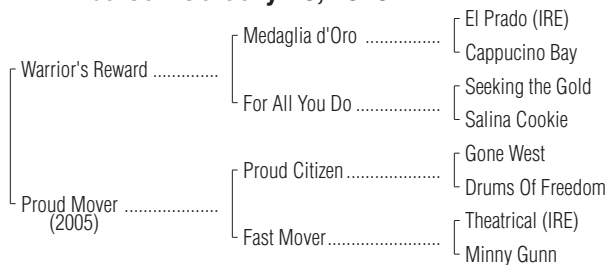 El Prado (IRE)
Medaglia d'Oro ................
Cappucino Bay
Warrior's Reward ..............
Seeking the Gold
For All You Do ...................
Salina Cookie
Gone West
Proud Citizen ....................
Drums Of Freedom
Proud Mover ....................
(2005)
Theatrical (IRE)
Fast Mover........................
Minny Gunn